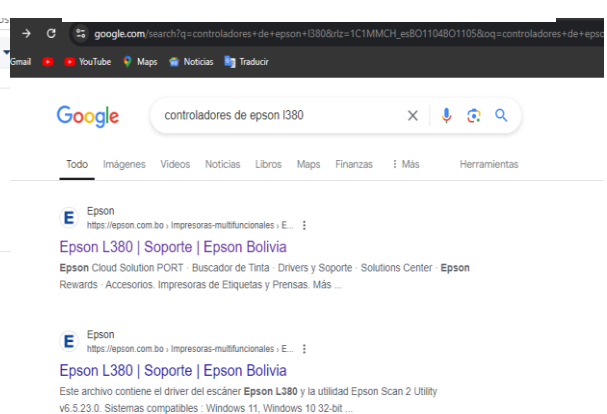 google.com/search?q=controladores+de+epson+l380&rlz=1C1MMCH_esBO1104BO1105&oq=controladores+de+epso
Gmail YouTube Maps Noticias Traducir
Google controladores de epson l380
Todo Imágenes Videos Noticias Libros Maps Finanzas Más Herramientas
Epson
https://epson.com.bo › Impresoras-multifuncionales › E...
Epson L380 | Soporte | Epson Bolivia
Epson Cloud Solution PORT · Buscador de Tinta · Drivers y Soporte · Solutions Center · Epson
Rewards · Accesorios. Impresoras de Etiquetas y Prensas. Más ...
Epson
https://epson.com.bo › Impresoras-multifuncionales › E...
Epson L380 | Soporte | Epson Bolivia
Este archivo contiene el driver del escáner Epson L380 y la utilidad Epson Scan 2 Utility
v6.5.23.0. Sistemas compatibles : Windows 11, Windows 10 32-bit ...